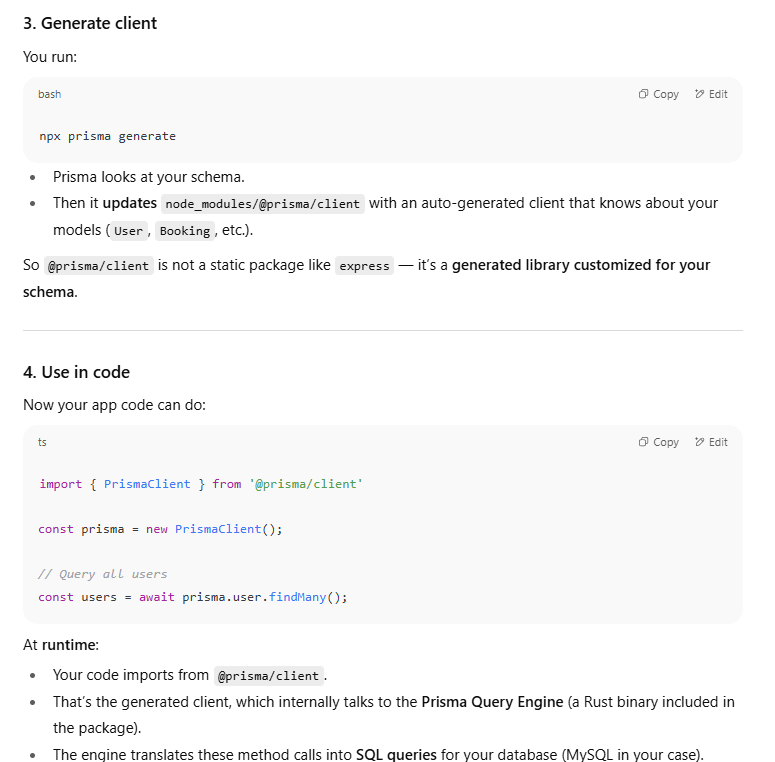 3. Generate client
You run:
bash
Copy Edit
npx prisma generate
• Prisma looks at your schema.
• Then it updates node_modules/@prisma/client with an auto-generated client that knows about your
models ( User , Booking , etc.).
So @prisma/client is not a static package like express — it's a generated library customized for your
schema.
4. Use in code
Now your app code can do:
ts
Copy Edit
import { PrismaClient } from '@prisma/client'
const prisma = new PrismaClient();
// Query all users
const users = await prisma.user.findMany();
At runtime:
• Your code imports from @prisma/client .
• That's the generated client, which internally talks to the Prisma Query Engine (a Rust binary included in
the package).
• The engine translates these method calls into SQL queries for your database (MySQL in your case).